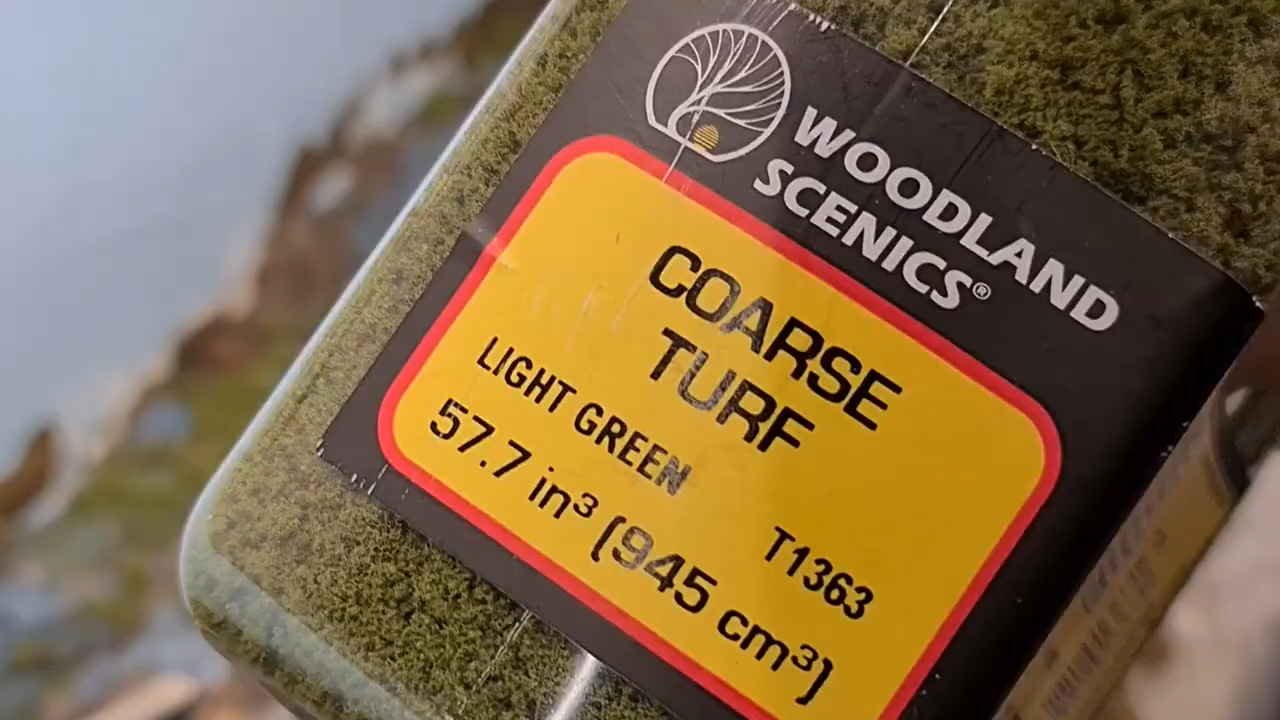 WOODLAND
SCENICS®
COARSE
TURF
LIGHT GREEN
57.7 in³ (945 cm³)
T1363